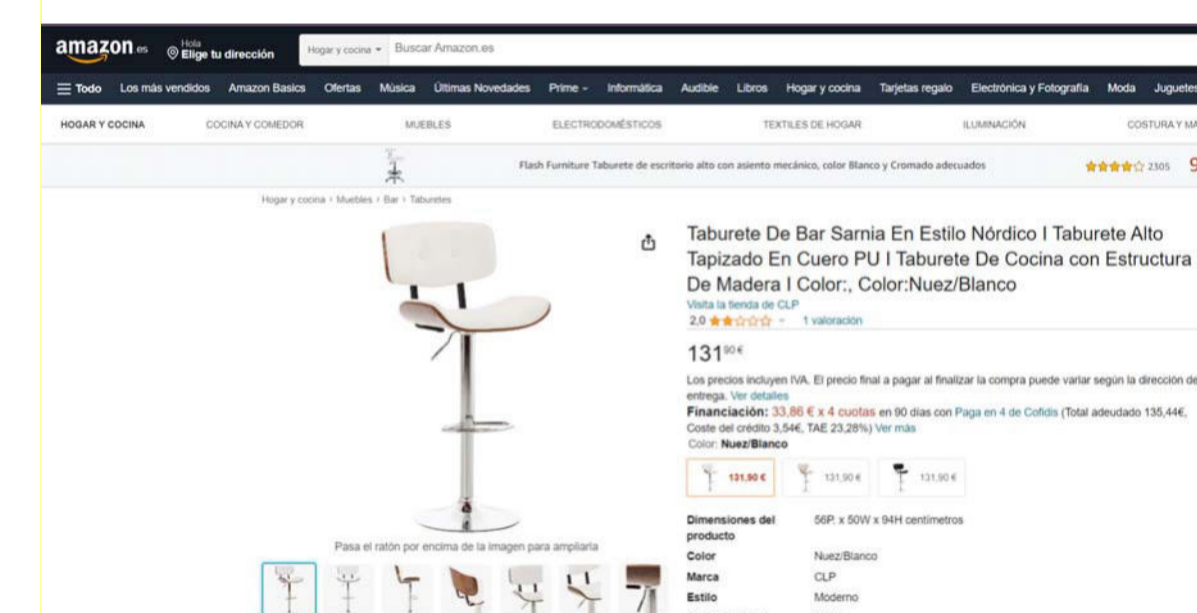 amazon.es
Hola
Elige tu dirección
Hogar y cocina
Buscar Amazon.es
Todo Los más vendidos Amazon Basics Ofertas Música Últimas Novedades Prime Informática Audible Libros Hogar y cocina Tarjetas regalo Electrónica y Fotografía Moda Juguetes
HOGAR Y COCINA COCINA Y COMEDOR MUEBLES ELECTRODOMÉSTICOS TEXTILES DE HOGAR ILUMINACIÓN COSTURA Y MA
Flash Furniture Taburete de escritorio alto con asiento mecánico, color Blanco y Cromado adecuados 2305 9
Hogar y cocina › Muebles › Bar › Taburetes
Taburete De Bar Sarnia En Estilo Nórdico I Taburete Alto
Tapizado En Cuero PU I Taburete De Cocina con Estructura
De Madera I Color:, Color:Nuez/Blanco
Visita la tienda de CLP
2,0 1 valoración
13190€
Los precios incluyen IVA. El precio final a pagar al finalizar la compra puede variar según la dirección de
entrega. Ver detalles
Financiación: 33,86 € x 4 cuotas en 90 días con Paga en 4 de Cofidis (Total adeudado 135,44€,
Coste del crédito 3,54€, TAE 23,28%) Ver más
Color: Nuez/Blanco
131,90 € 131,90 € 131,90 €
Dimensiones del producto 56P. x 50W x 94H centímetros
Color Nuez/Blanco
Marca CLP
Estilo Moderno
Pasa el ratón por encima de la imagen para ampliarla